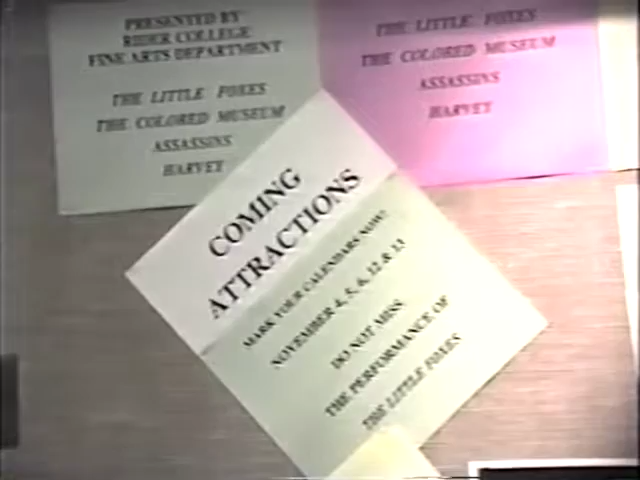 PRESENTED BY
RIDER COLLEGE
FINE ARTS DEPARTMENT
THE LITTLE FOXES
THE COLORED MUSEUM
ASSASSINS
HARVEY
THE LITTLE FOXES
THE COLORED MUSEUM
ASSASSINS
HARVEY
COMING
ATTRACTIONS
MARK YOUR CALENDARS NOW!
NOVEMBER 4, 5, 6, 12 & 13
DO NOT MISS
THE PERFORMANCE OF
THE LITTLE FOXES